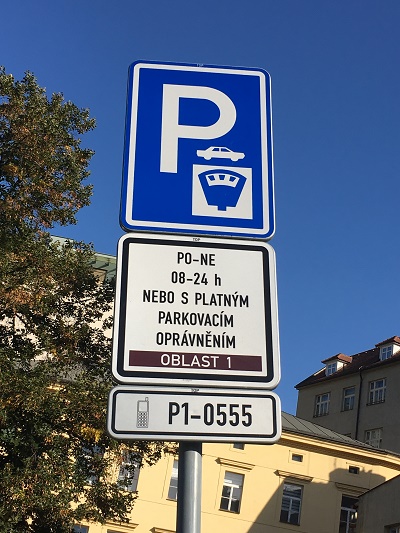 P
PO-NE
08-24 h
NEBO S PLATNÝM
PARKOVACÍM
OPRÁVNĚNÍM
OBLAST 1
P1-0555